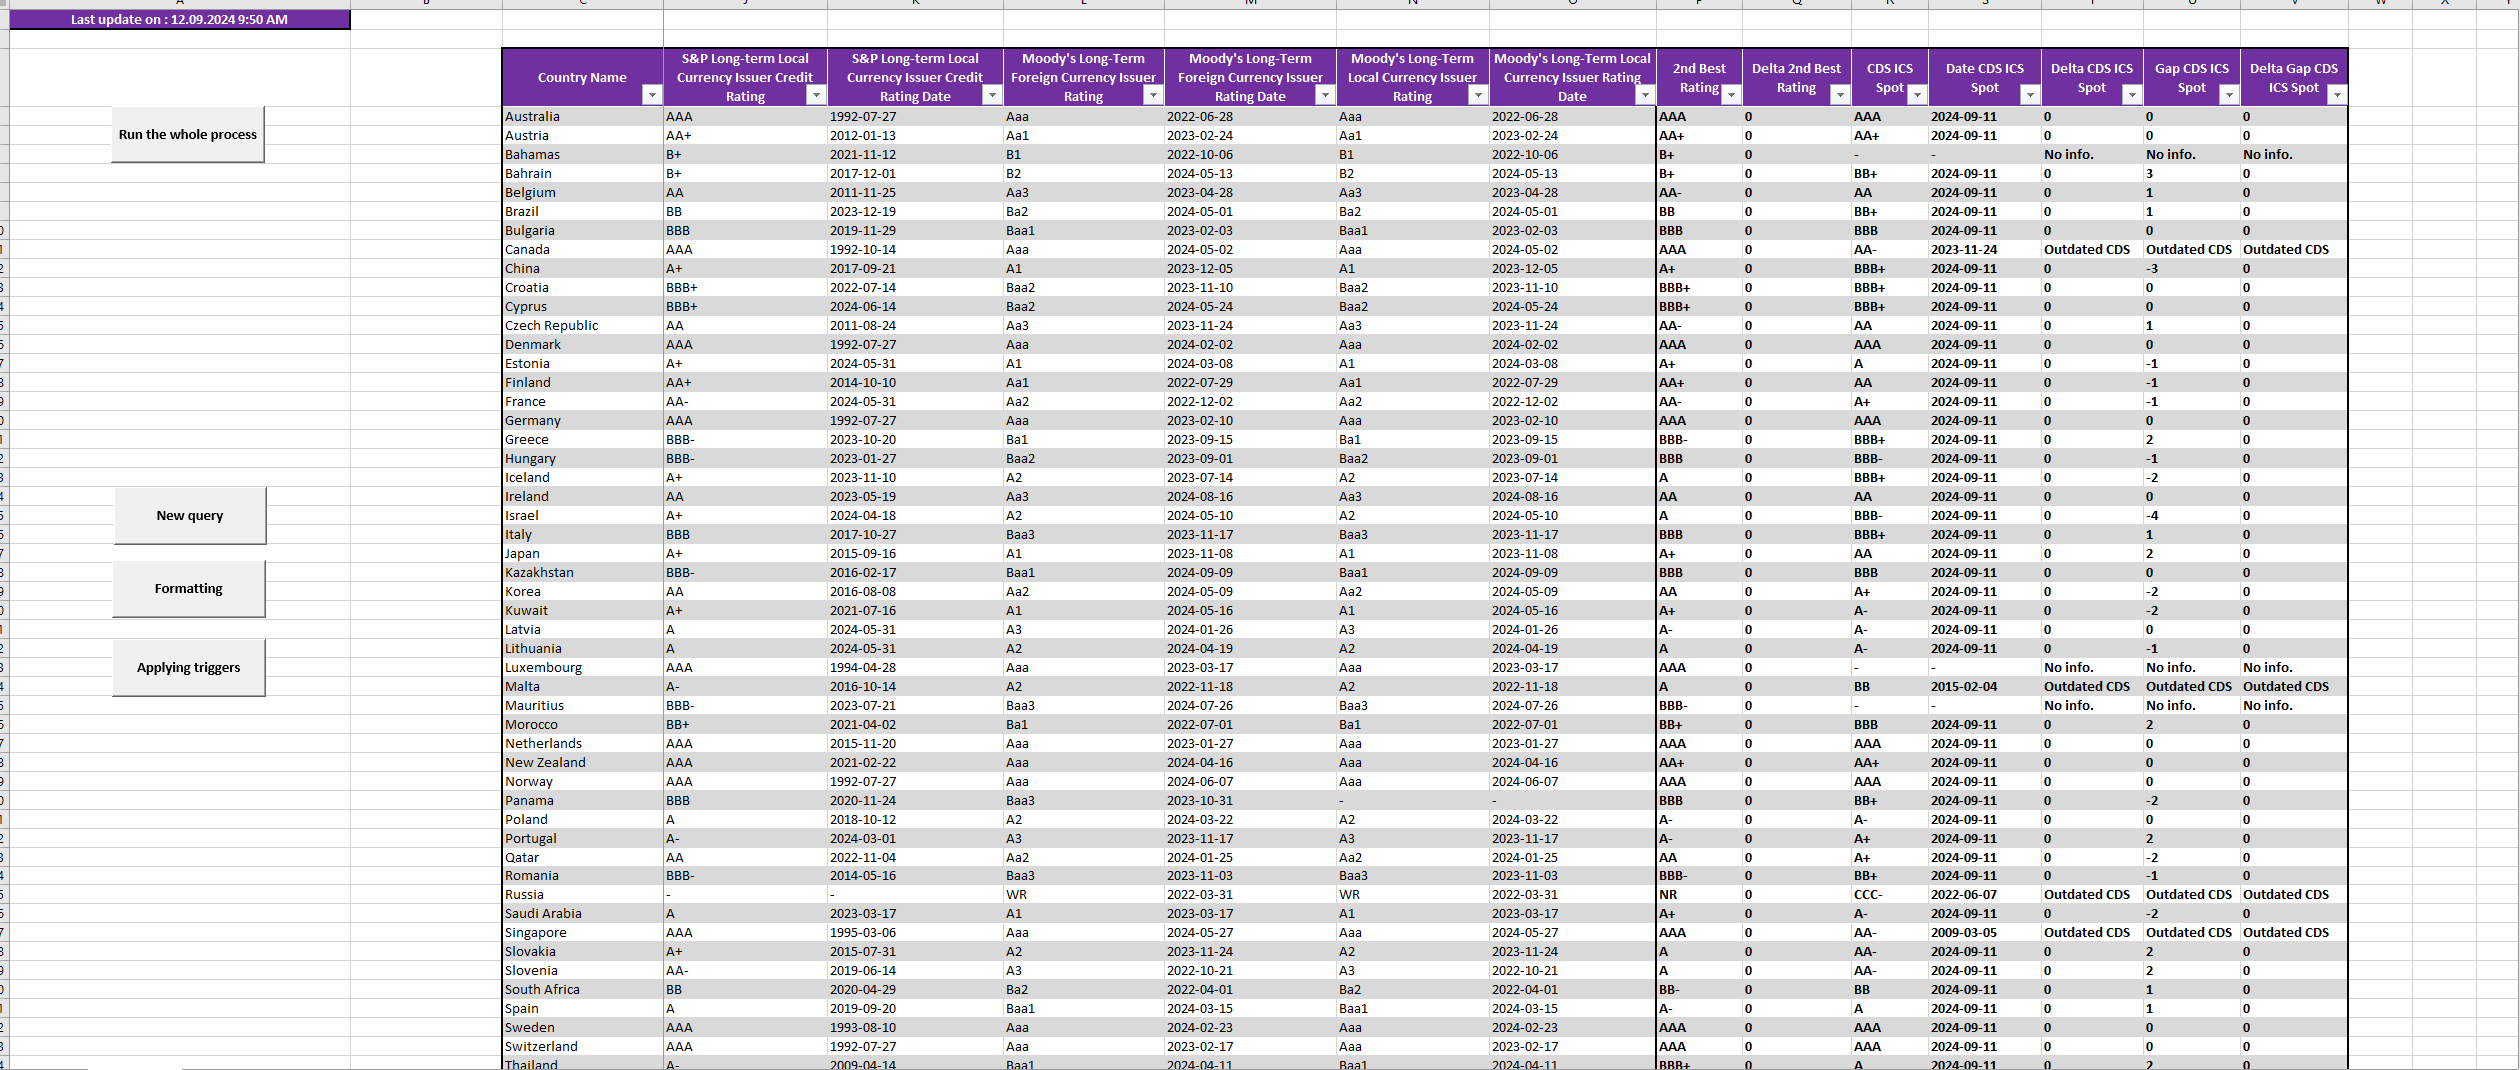 Last update on : 12.09.2024 9:50 AM
Country Name | S&P Long-term Local Currency Issuer Credit Rating | S&P Long-term Local Currency Issuer Credit Rating Date | Moody's Long-Term Foreign Currency Issuer Rating | Moody's Long-Term Foreign Currency Issuer Rating Date | Moody's Long-Term Local Currency Issuer Rating | Moody's Long-Term Local Currency Issuer Rating Date | 2nd Best Rating | Delta 2nd Best Rating | CDS ICS Spot | Date CDS ICS Spot | Delta CDS ICS Spot | Gap CDS ICS Spot | Delta Gap CDS ICS Spot
Australia AAA 1992-07-27 Aaa 2022-06-28 Aaa 2022-06-28 AAA 0 AAA 2024-09-11 0 0 0
Run the whole process
Austria AA+ 2012-01-13 Aa1 2023-02-24 Aa1 2023-02-24 AA+ 0 AA+ 2024-09-11 0 0 0
Bahamas B+ 2021-11-12 B1 2022-10-06 B1 2022-10-06 B+ 0 - - No info. No info. No info.
Bahrain B+ 2017-12-01 B2 2024-05-13 B2 2024-05-13 B+ 0 BB+ 2024-09-11 0 3 0
Belgium AA 2011-11-25 Aa3 2023-04-28 Aa3 2023-04-28 AA- 0 AA 2024-09-11 0 1 0
Brazil BB 2023-12-19 Ba2 2024-05-01 Ba2 2024-05-01 BB 0 BB+ 2024-09-11 0 1 0
Bulgaria BBB 2019-11-29 Baa1 2023-02-03 Baa1 2023-02-03 BBB 0 BBB 2024-09-11 0 0 0
Canada AAA 1992-10-14 Aaa 2024-05-02 Aaa 2024-05-02 AAA 0 AA- 2023-11-24 Outdated CDS Outdated CDS Outdated CDS
China A+ 2017-09-21 A1 2023-12-05 A1 2023-12-05 A+ 0 BBB+ 2024-09-11 0 -3 0
Croatia BBB+ 2022-07-14 Baa2 2023-11-10 Baa2 2023-11-10 BBB+ 0 BBB+ 2024-09-11 0 0 0
Cyprus BBB+ 2024-06-14 Baa2 2024-05-24 Baa2 2024-05-24 BBB+ 0 BBB+ 2024-09-11 0 0 0
Czech Republic AA 2011-08-24 Aa3 2023-11-24 Aa3 2023-11-24 AA- 0 AA 2024-09-11 0 1 0
Denmark AAA 1992-07-27 Aaa 2024-02-02 Aaa 2024-02-02 AAA 0 AAA 2024-09-11 0 0 0
Estonia A+ 2024-05-31 A1 2024-03-08 A1 2024-03-08 A+ 0 A 2024-09-11 0 -1 0
Finland AA+ 2014-10-10 Aa1 2022-07-29 Aa1 2022-07-29 AA+ 0 AA 2024-09-11 0 -1 0
France AA- 2024-05-31 Aa2 2022-12-02 Aa2 2022-12-02 AA- 0 A+ 2024-09-11 0 -1 0
Germany AAA 1992-07-27 Aaa 2023-02-10 Aaa 2023-02-10 AAA 0 AAA 2024-09-11 0 0 0
Greece BBB- 2023-10-20 Ba1 2023-09-15 Ba1 2023-09-15 BBB- 0 BBB+ 2024-09-11 0 2 0
Hungary BBB- 2023-01-27 Baa2 2023-09-01 Baa2 2023-09-01 BBB 0 BBB- 2024-09-11 0 -1 0
Iceland A+ 2023-11-10 A2 2023-07-14 A2 2023-07-14 A 0 BBB+ 2024-09-11 0 -2 0
Ireland AA 2023-05-19 Aa3 2024-08-16 Aa3 2024-08-16 AA 0 AA 2024-09-11 0 0 0
New query
Israel A+ 2024-04-18 A2 2024-05-10 A2 2024-05-10 A 0 BBB- 2024-09-11 0 -4 0
Italy BBB 2017-10-27 Baa3 2023-11-17 Baa3 2023-11-17 BBB 0 BBB+ 2024-09-11 0 1 0
Japan A+ 2015-09-16 A1 2023-11-08 A1 2023-11-08 A+ 0 AA 2024-09-11 0 2 0
Kazakhstan BBB- 2016-02-17 Baa1 2024-09-09 Baa1 2024-09-09 BBB 0 BBB 2024-09-11 0 0 0
Formatting
Korea AA 2016-08-08 Aa2 2024-05-09 Aa2 2024-05-09 AA 0 A+ 2024-09-11 0 -2 0
Kuwait A+ 2021-07-16 A1 2024-05-16 A1 2024-05-16 A+ 0 A- 2024-09-11 0 -2 0
Latvia A 2024-05-31 A3 2024-01-26 A3 2024-01-26 A- 0 A- 2024-09-11 0 0 0
Lithuania A 2024-05-31 A2 2024-04-19 A2 2024-04-19 A 0 A- 2024-09-11 0 -1 0
Applying triggers
Luxembourg AAA 1994-04-28 Aaa 2023-03-17 Aaa 2023-03-17 AAA 0 - - No info. No info. No info.
Malta A- 2016-10-14 A2 2022-11-18 A2 2022-11-18 A 0 BB 2015-02-04 Outdated CDS Outdated CDS Outdated CDS
Mauritius BBB- 2023-07-21 Baa3 2024-07-26 Baa3 2024-07-26 BBB- 0 - - No info. No info. No info.
Morocco BB+ 2021-04-02 Ba1 2022-07-01 Ba1 2022-07-01 BB+ 0 BBB 2024-09-11 0 2 0
Netherlands AAA 2015-11-20 Aaa 2023-01-27 Aaa 2023-01-27 AAA 0 AAA 2024-09-11 0 0 0
New Zealand AAA 2021-02-22 Aaa 2024-04-16 Aaa 2024-04-16 AA+ 0 AA+ 2024-09-11 0 0 0
Norway AAA 1992-07-27 Aaa 2024-06-07 Aaa 2024-06-07 AAA 0 AAA 2024-09-11 0 0 0
Panama BBB 2020-11-24 Baa3 2023-10-31 - - BBB 0 BB+ 2024-09-11 0 -2 0
Poland A 2018-10-12 A2 2024-03-22 A2 2024-03-22 A- 0 A- 2024-09-11 0 0 0
Portugal A- 2024-03-01 A3 2023-11-17 A3 2023-11-17 A- 0 A+ 2024-09-11 0 2 0
Qatar AA 2022-11-04 Aa2 2024-01-25 Aa2 2024-01-25 AA 0 A+ 2024-09-11 0 -2 0
Romania BBB- 2014-05-16 Baa3 2023-11-03 Baa3 2023-11-03 BBB- 0 BB+ 2024-09-11 0 -1 0
Russia - - WR 2022-03-31 WR 2022-03-31 NR 0 CCC- 2022-06-07 Outdated CDS Outdated CDS Outdated CDS
Saudi Arabia A 2023-03-17 A1 2023-03-17 A1 2023-03-17 A+ 0 A- 2024-09-11 0 -2 0
Singapore AAA 1995-03-06 Aaa 2024-05-27 Aaa 2024-05-27 AAA 0 AA- 2009-03-05 Outdated CDS Outdated CDS Outdated CDS
Slovakia A+ 2015-07-31 A2 2023-11-24 A2 2023-11-24 A 0 AA- 2024-09-11 0 2 0
Slovenia AA- 2019-06-14 A3 2022-10-21 A3 2022-10-21 A 0 AA- 2024-09-11 0 2 0
South Africa BB 2020-04-29 Ba2 2022-04-01 Ba2 2022-04-01 BB- 0 BB 2024-09-11 0 1 0
Spain A 2019-09-20 Baa1 2024-03-15 Baa1 2024-03-15 A- 0 A 2024-09-11 0 1 0
Sweden AAA 1993-08-10 Aaa 2024-02-23 Aaa 2024-02-23 AAA 0 AAA 2024-09-11 0 0 0
Switzerland AAA 1992-07-27 Aaa 2023-02-17 Aaa 2023-02-17 AAA 0 AAA 2024-09-11 0 0 0
Thailand A- 2009-04-14 Baa1 2024-04-11 Baa1 2024-04-11 BBB+ 0 A 2024-09-11 0 2 0